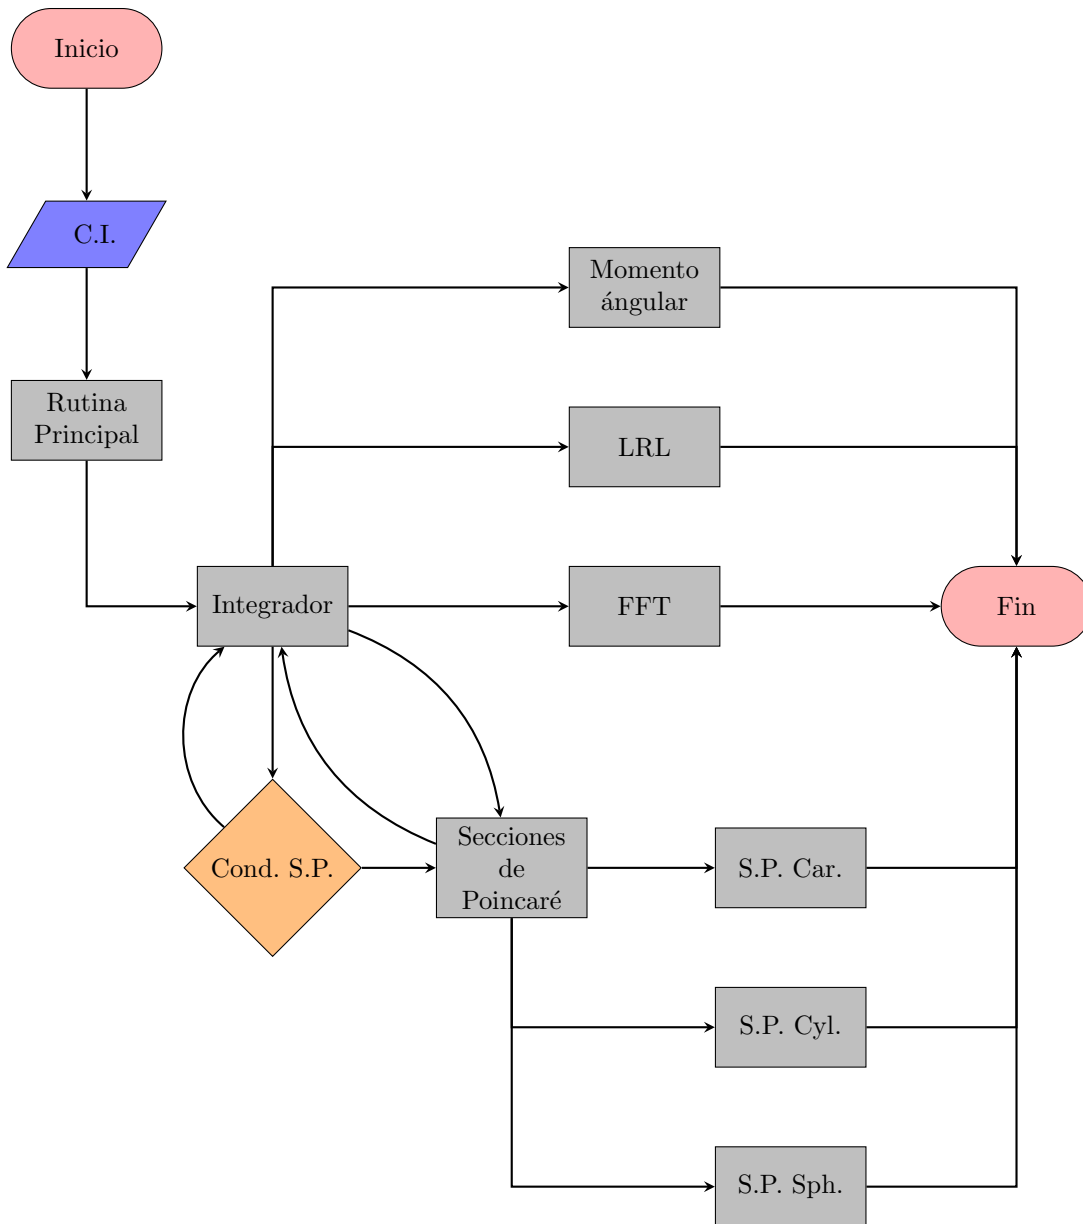 Inicio
C.I.
Momento
ángular
Rutina
Principal
LRL
Integrador
FFT
Fin
Cond. S.P.
Secciones
de
Poincaré
S.P. Car.
S.P. Cyl.
S.P. Sph.